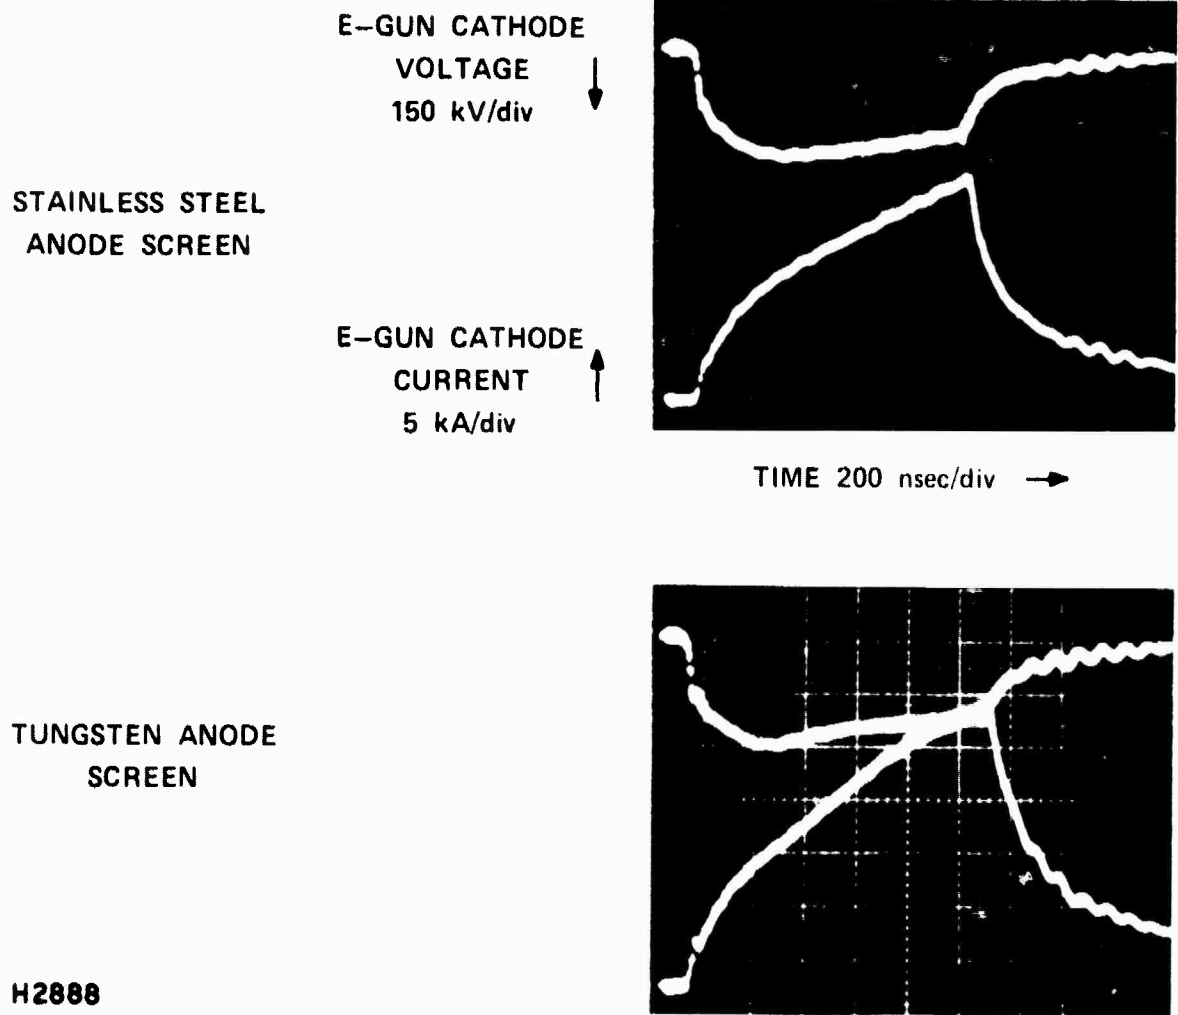 E-GUN CATHODE
VOLTAGE
150 kV/div
STAINLESS STEEL
ANODE SCREEN
E-GUN CATHODE
CURRENT
5 kA/div
TIME 200 nsec/div
TUNGSTEN ANODE
SCREEN
H2888